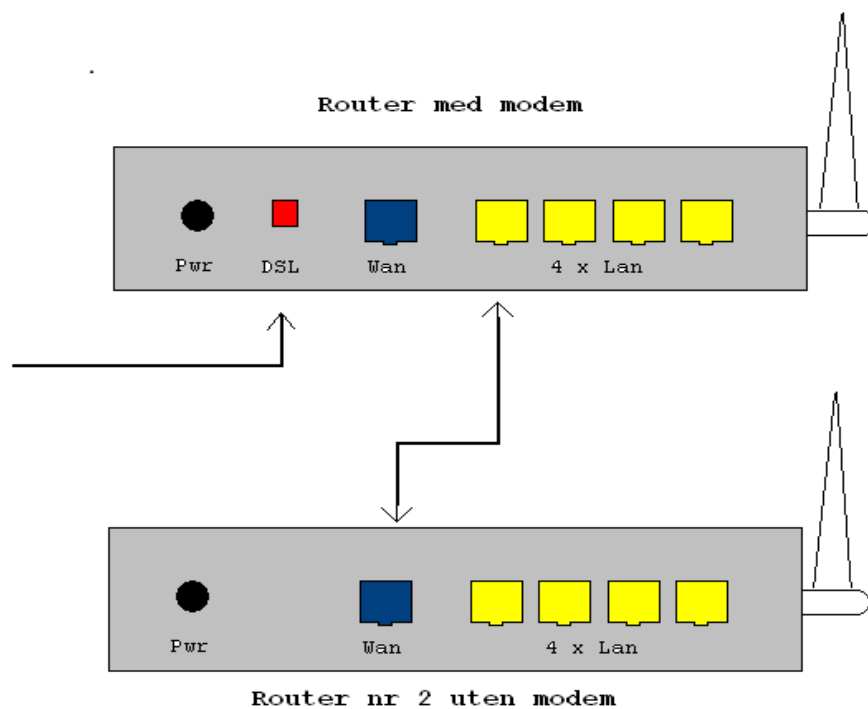 Router med modem
Pwr DSL Wan 4 x Lan
Pwr Wan 4 x Lan
Router nr 2 uten modem